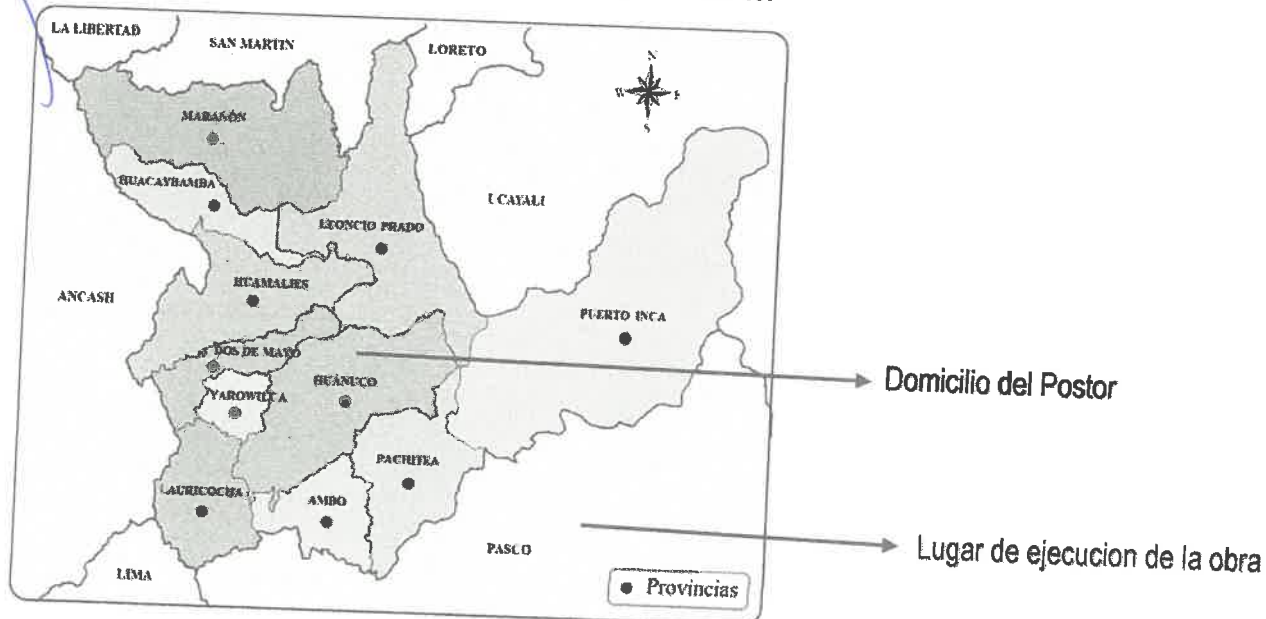 LA LIBERTAD
SAN MARTIN
LORETO
N
W E
S
MARAÑÓN
HUACAYBAMBA
UCAYALI
LEONCIO PRADO
HUAMALIES
ANCASH
PUERTO INCA
DOS DE MAYO
HUÁNUCO
Domicilio del Postor
YAROWILCA
PACHITEA
LAURICOCHA
AMBO
PASCO
Lugar de ejecucion de la obra
LIMA
Provincias